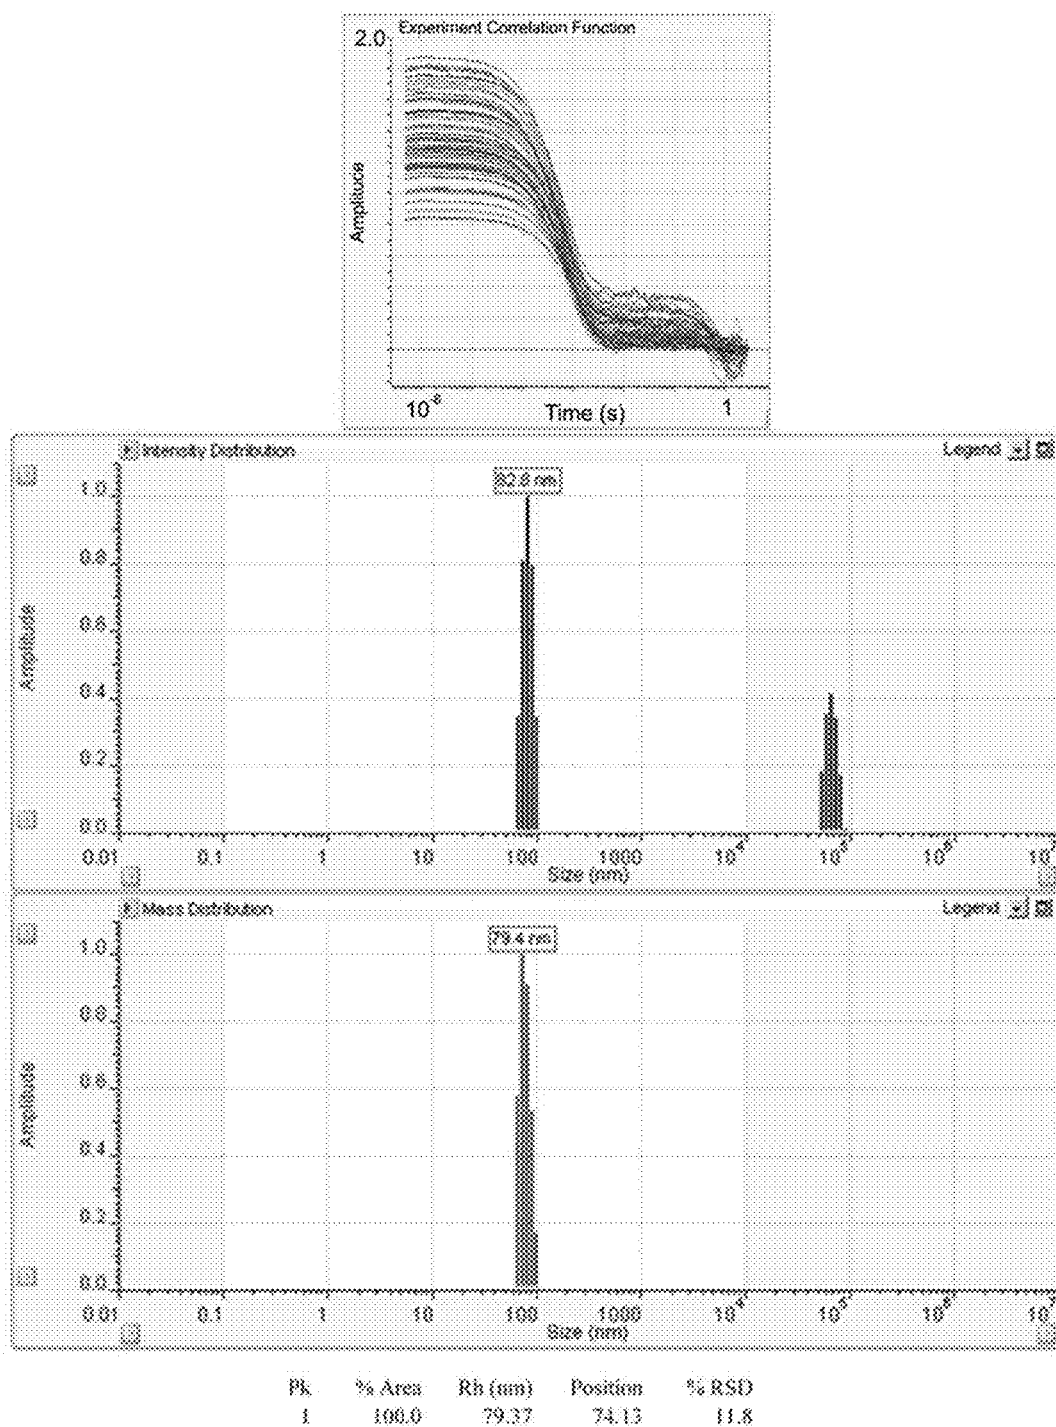 Experiment Correlation Function
2.0
Amplitude
10⁻⁶ 1
Time (s)
Intensity Distribution Legend
82.8 nm
1.0
0.8
0.6
0.4
0.2
0.0
Amplitude
0.01 0.1 1 10 100 1000 10⁴ 10⁵ 10⁶ 10⁷
Size (nm)
Mass Distribution Legend
79.4 nm
1.0
0.8
0.6
0.4
0.2
0.0
Amplitude
0.01 0.1 1 10 100 1000 10⁴ 10⁵ 10⁶ 10⁷
Size (nm)
Pk % Area Rh (nm) Position % RSD
1 100.0 79.37 74.13 11.8